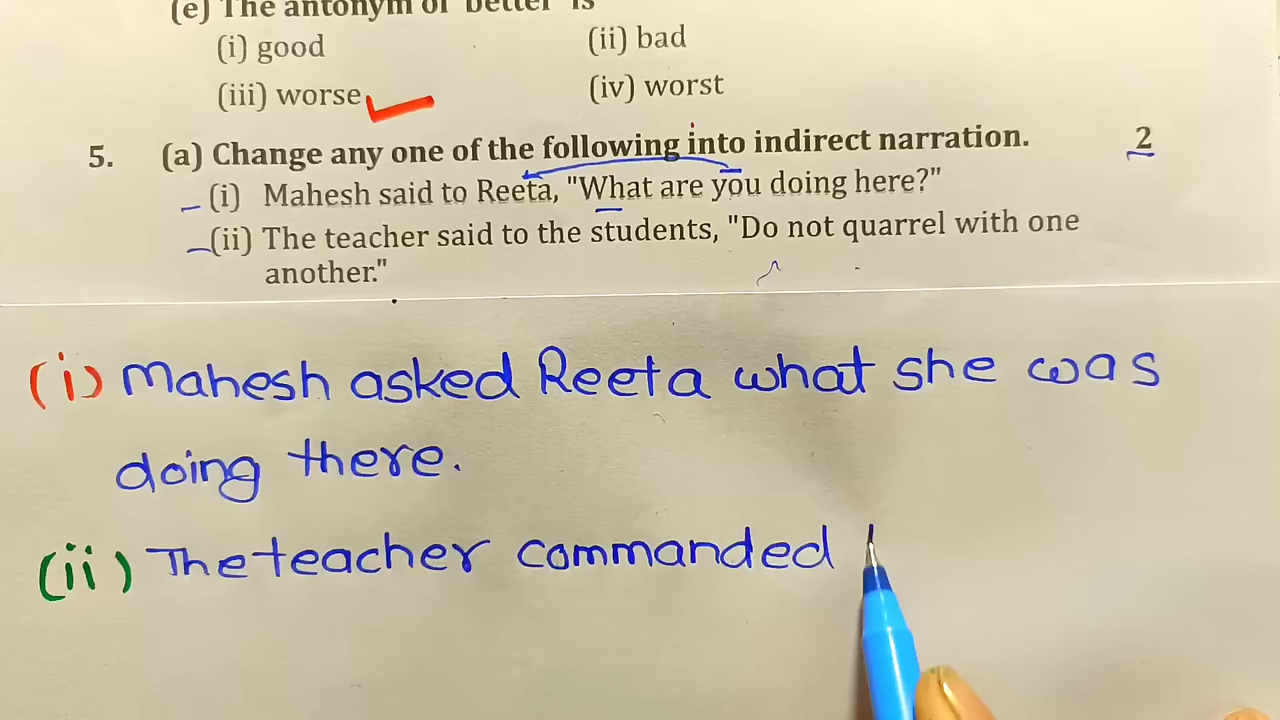 (e) The antonym of 'better' is
(i) good (ii) bad
(iii) worse (iv) worst
5. (a) Change any one of the following into indirect narration. 2
(i) Mahesh said to Reeta, "What are you doing here?"
(ii) The teacher said to the students, "Do not quarrel with one
another."
(i) Mahesh asked Reeta what she was
doing there.
(ii) The teacher commanded